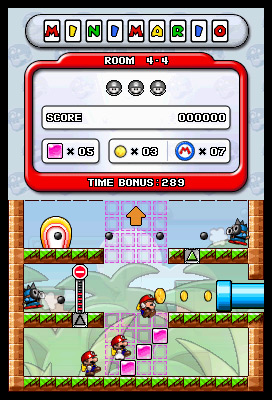 MINIMARIO
ROOM 4-4
SCORE 000000
× 05 × 03 M × 07
TIME BONUS:289